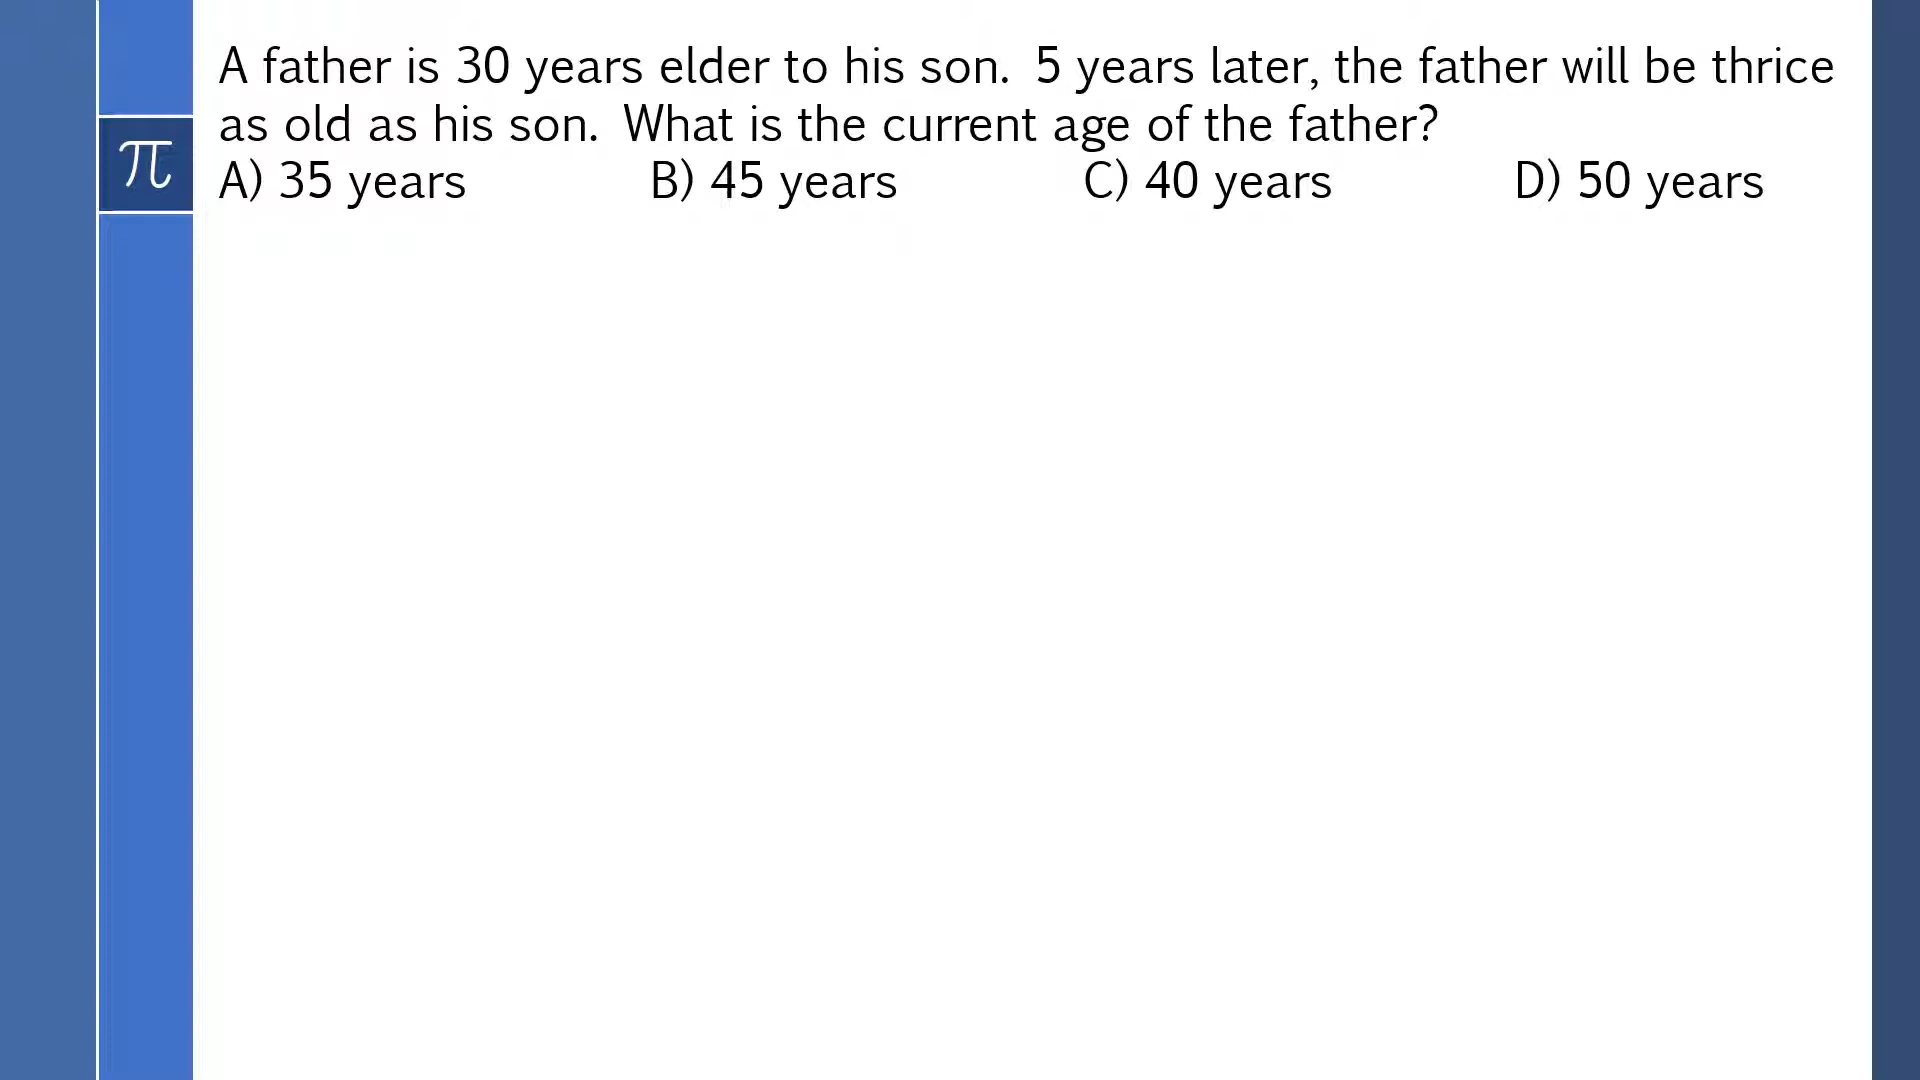 A father is 30 years elder to his son. 5 years later, the father will be thrice
as old as his son. What is the current age of the father?
π
A) 35 years B) 45 years C) 40 years D) 50 years